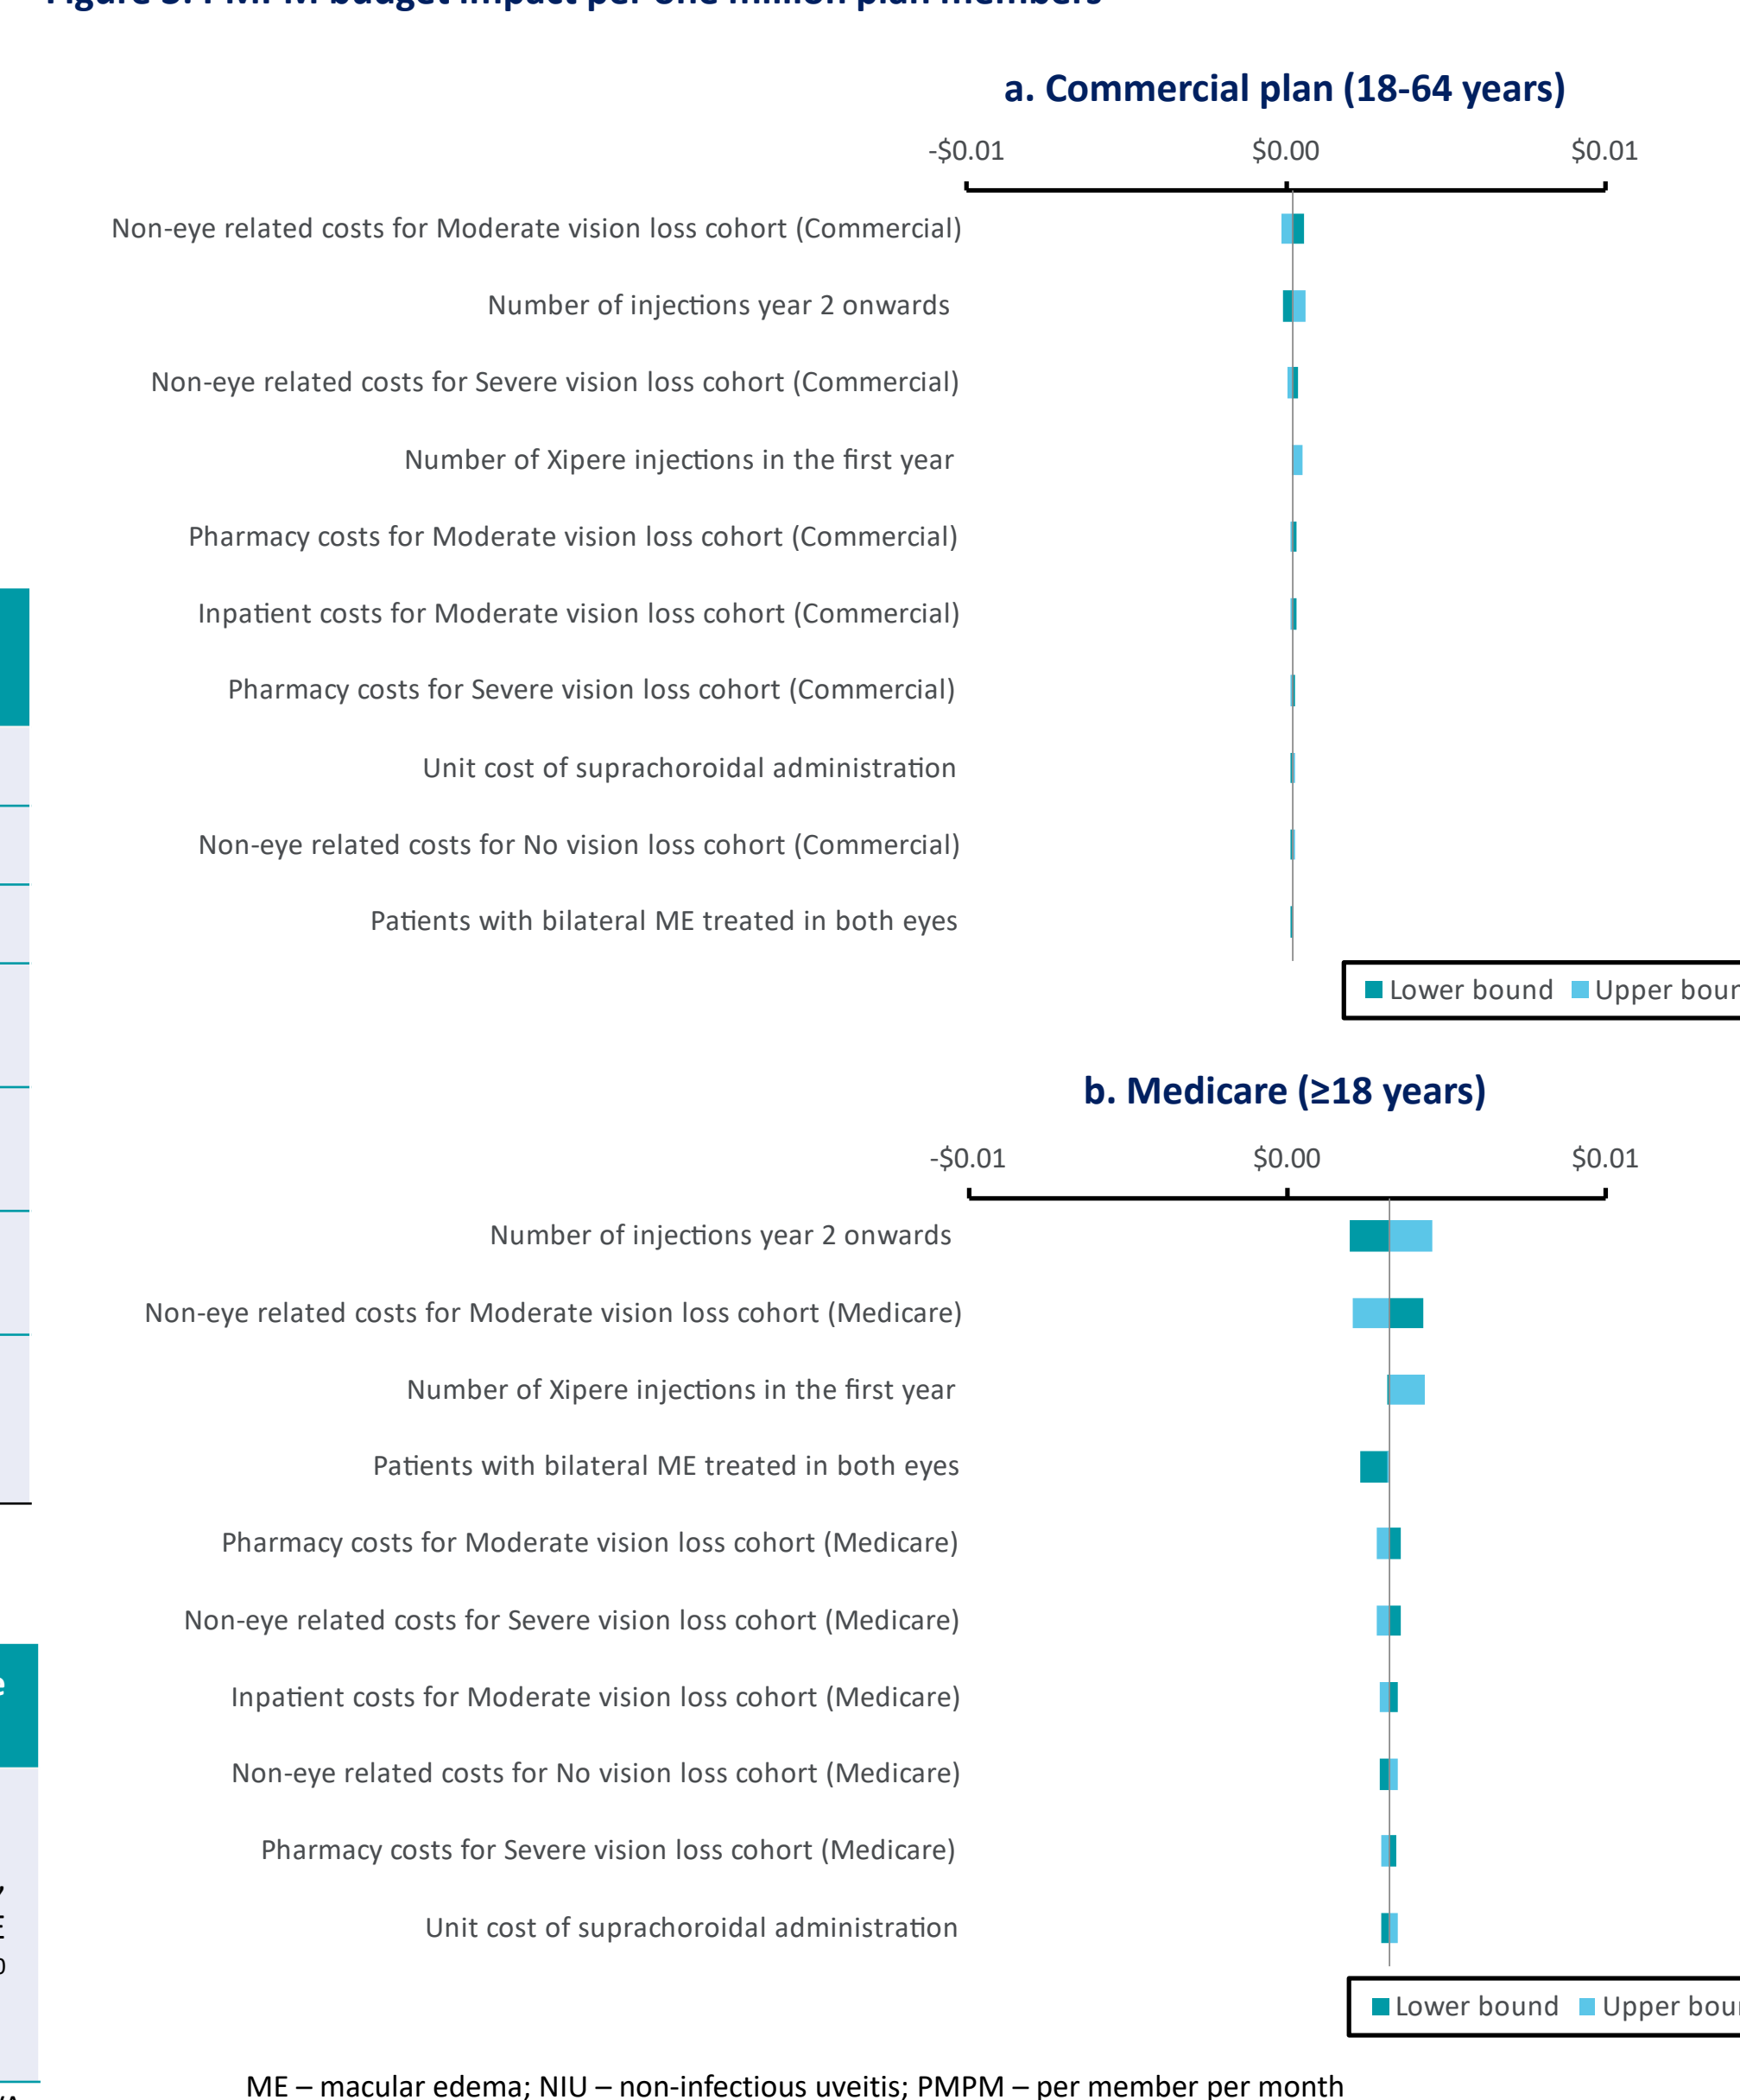 a. Commercial plan (18-64 years)
-$0.01 $0.00 $0.01
Non-eye related costs for Moderate vision loss cohort (Commercial)
Number of injections year 2 onwards
Non-eye related costs for Severe vision loss cohort (Commercial)
Number of Xipere injections in the first year
Pharmacy costs for Moderate vision loss cohort (Commercial)
Inpatient costs for Moderate vision loss cohort (Commercial)
Pharmacy costs for Severe vision loss cohort (Commercial)
Unit cost of suprachoroidal administration
Non-eye related costs for No vision loss cohort (Commercial)
Patients with bilateral ME treated in both eyes
Lower bound Upper boun
b. Medicare (≥18 years)
-$0.01 $0.00 $0.01
Number of injections year 2 onwards
Non-eye related costs for Moderate vision loss cohort (Medicare)
Number of Xipere injections in the first year
Patients with bilateral ME treated in both eyes
Pharmacy costs for Moderate vision loss cohort (Medicare)
Non-eye related costs for Severe vision loss cohort (Medicare)
Inpatient costs for Moderate vision loss cohort (Medicare)
Non-eye related costs for No vision loss cohort (Medicare)
Pharmacy costs for Severe vision loss cohort (Medicare)
Unit cost of suprachoroidal administration
Lower bound Upper bou
ME – macular edema; NIU – non-infectious uveitis; PMPM – per member per month